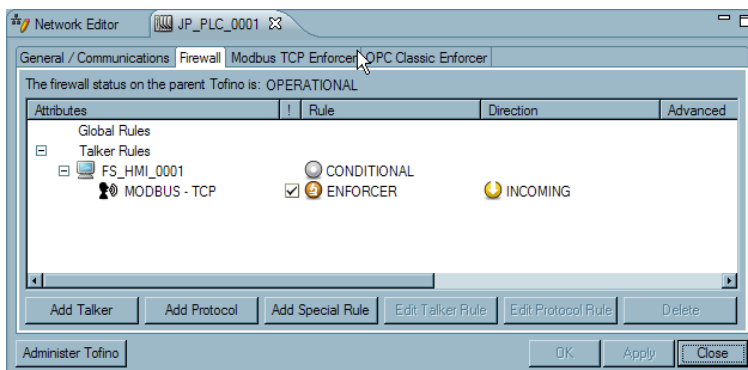 Network Editor JP_PLC_0001
General / Communications Firewall Modbus TCP Enforcer OPC Classic Enforcer
The firewall status on the parent Tofino is: OPERATIONAL
Attributes ! Rule Direction Advanced
Global Rules
Talker Rules
FS_HMI_0001 CONDITIONAL
MODBUS - TCP ENFORCER INCOMING
Add Talker Add Protocol Add Special Rule Edit Talker Rule Edit Protocol Rule Delete
Administer Tofino OK Apply Close